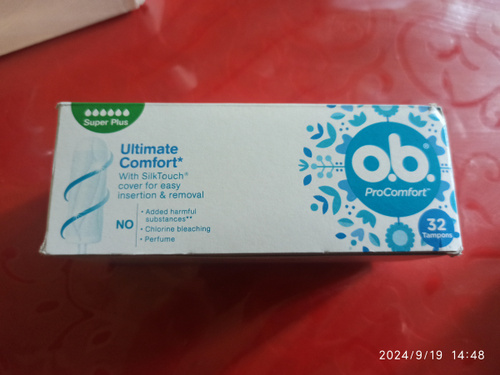 Super Plus
Ultimate
Comfort*
With SilkTouch®
cover for easy
insertion & removal
NO
• Added harmful
substances**
• Chlorine bleaching
• Perfume
o.b.
ProComfort™
32
Tampons
2024/9/19 14:48